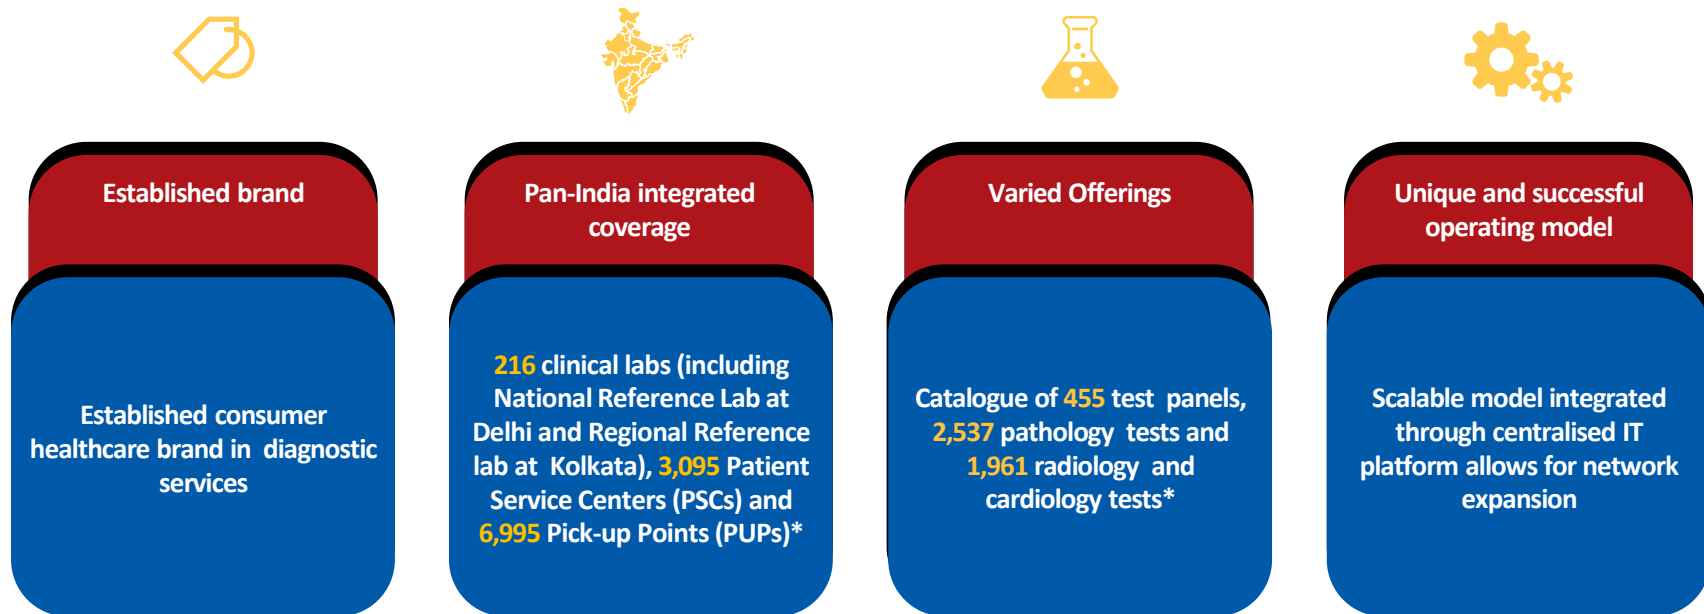 Established brand
Established consumer
healthcare brand in diagnostic
services
Pan-India integrated
coverage
216 clinical labs (including
National Reference Lab at
Delhi and Regional Reference
lab at Kolkata), 3,095 Patient
Service Centers (PSCs) and
6,995 Pick-up Points (PUPs)*
Varied Offerings
Catalogue of 455 test panels,
2,537 pathology tests and
1,961 radiology and
cardiology tests*
Unique and successful
operating model
Scalable model integrated
through centralised IT
platform allows for network
expansion